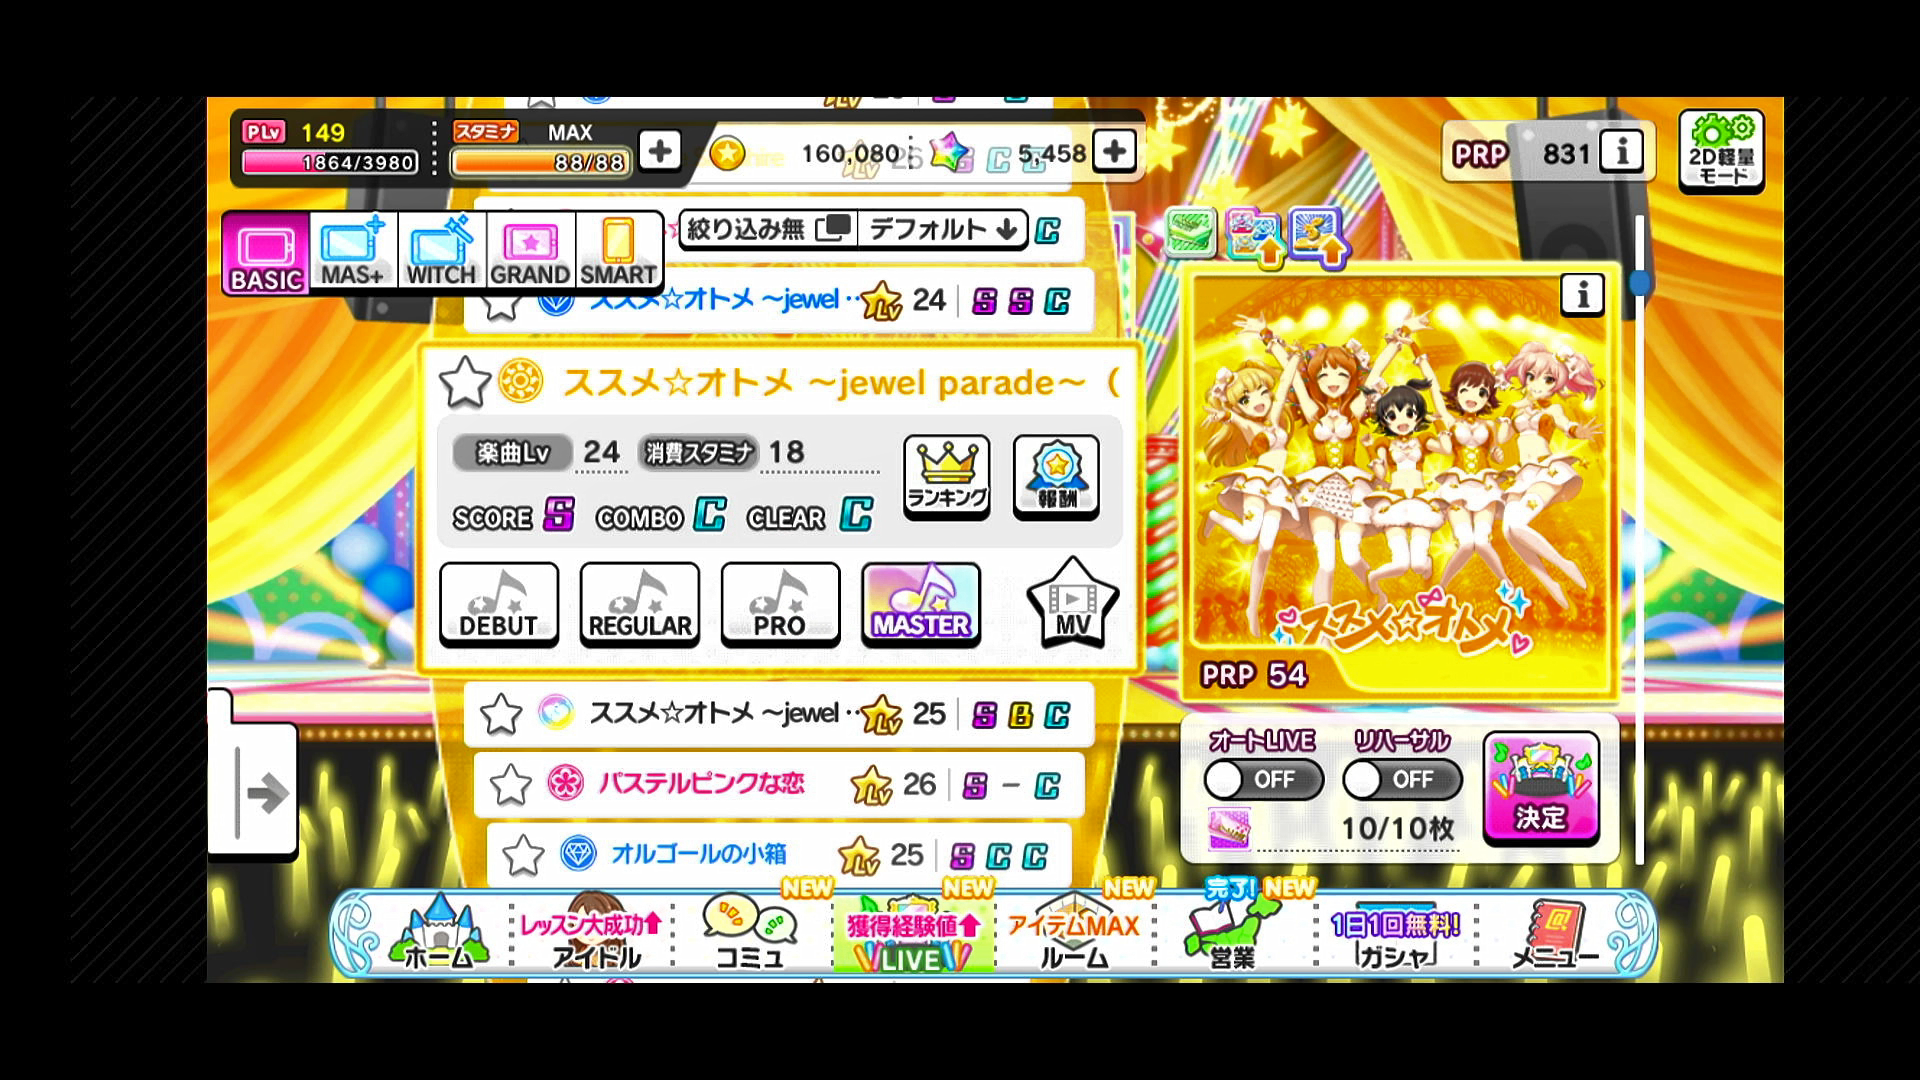 PLv 149
1864/3980
スタミナ MAX
88/88
160,080
5,458
PRP 831
2D軽量
モード
BASIC
MAS+
WITCH
GRAND
SMART
絞り込み無
デフォルト
C
ススメ☆オトメ ～jewel ‥ Lv 24 S S C
ススメ☆オトメ ～jewel parade～（
楽曲Lv 24 消費スタミナ 18
ランキング
報酬
SCORE S COMBO C CLEAR C
DEBUT
REGULAR
PRO
MASTER
MV
ススメ☆オトメ
PRP 54
ススメ☆オトメ ～jewel ‥ Lv 25 S B C
パステルピンクな恋 Lv 26 S － C
オルゴールの小箱 Lv 25 S C C
オートLIVE
OFF
リハーサル
OFF
10/10枚
決定
ホーム
レッスン大成功
アイドル
NEW
コミュ
NEW
獲得経験値
LIVE
NEW
アイテムMAX
ルーム
完了! NEW
営業
1日1回無料!
ガシャ
メニュー